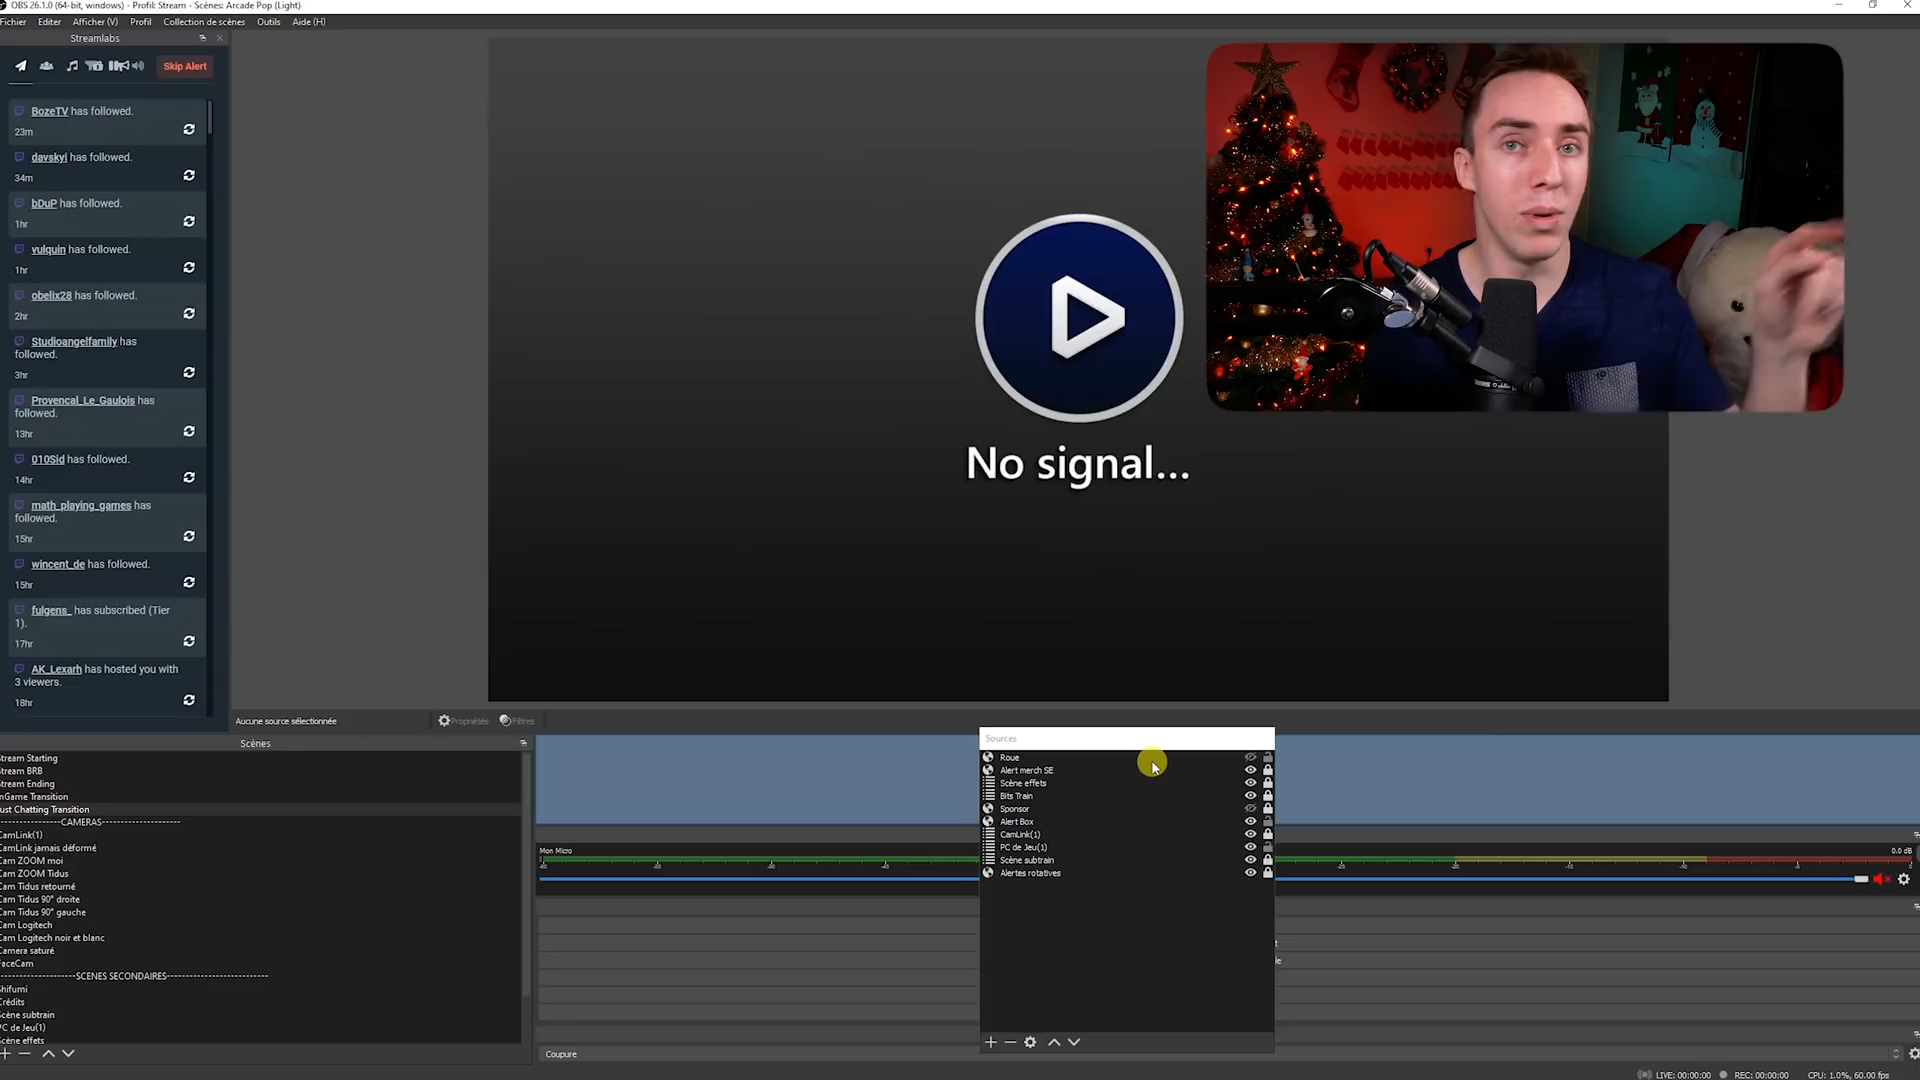 OBS 26.1.0 (64-bit, windows) - Profil: Stream - Scènes: Arcade Pop (Light)
Fichier Editer Afficher (V) Profil Collection de scènes Outils Aide (H)
Streamlabs
Skip Alert
BozeTV has followed.
23m
davskyi has followed.
34m
bDuP has followed.
1hr
vulquin has followed.
1hr
obelix28 has followed.
2hr
Studioangelfamily has
followed.
3hr
Provencal_Le_Gaulois has
followed.
13hr
010Sid has followed.
14hr
math_playing_games has
followed.
15hr
wincent_de has followed.
15hr
fulgens_ has subscribed (Tier
1).
17hr
AK_Lexarh has hosted you with
3 viewers.
18hr
No signal...
Aucune source sélectionnée
Propriétés
Filtres
Scènes
Stream Starting
Stream BRB
Stream Ending
nGame Transition
ust Chatting Transition
-----------------CAMERAS---------------------
CamLink(1)
CamLink jamais déformé
Cam ZOOM moi
Cam ZOOM Tidus
Cam Tidus retourné
Cam Tidus 90° droite
Cam Tidus 90° gauche
Cam Logitech
Cam Logitech noir et blanc
Camera saturé
FaceCam
---------------------SCENES SECONDAIRES---------------------------
Shifumi
Crédits
Scène subtrain
PC de Jeu(1)
Scène effets
Sources
Roue
Alert merch SE
Scène effets
Bits Train
Sponsor
Alert Box
CamLink(1)
PC de Jeu(1)
Scène subtrain
Alertes rotatives
Mon Micro
0.0 dB
t
le
Coupure
LIVE: 00:00:00
REC: 00:00:00
CPU: 1.0%, 60.00 fps